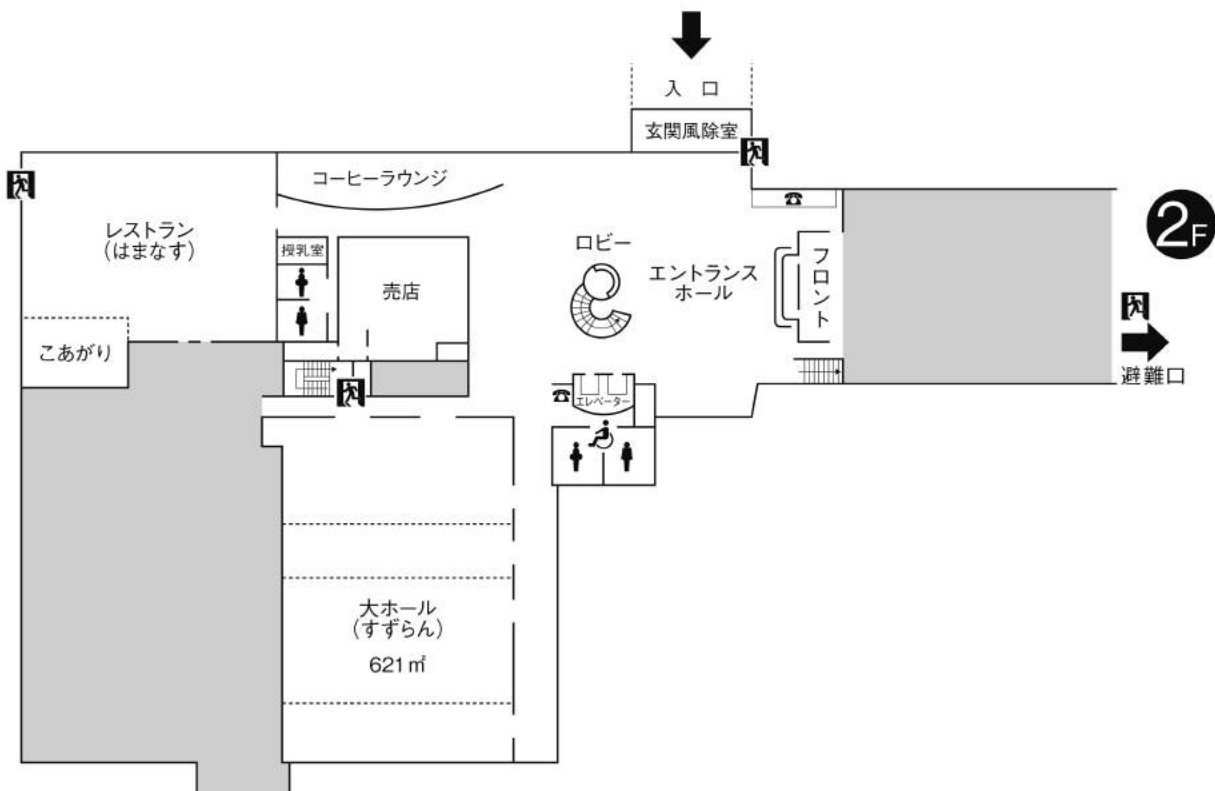 入 口
玄関風除室
コーヒーラウンジ
レストラン
(はまなす)
授乳室
売店
ロビー
エントランス
ホール
フロント
2F
こあがり
避難口
エレベーター
大ホール
(すずらん)
621㎡